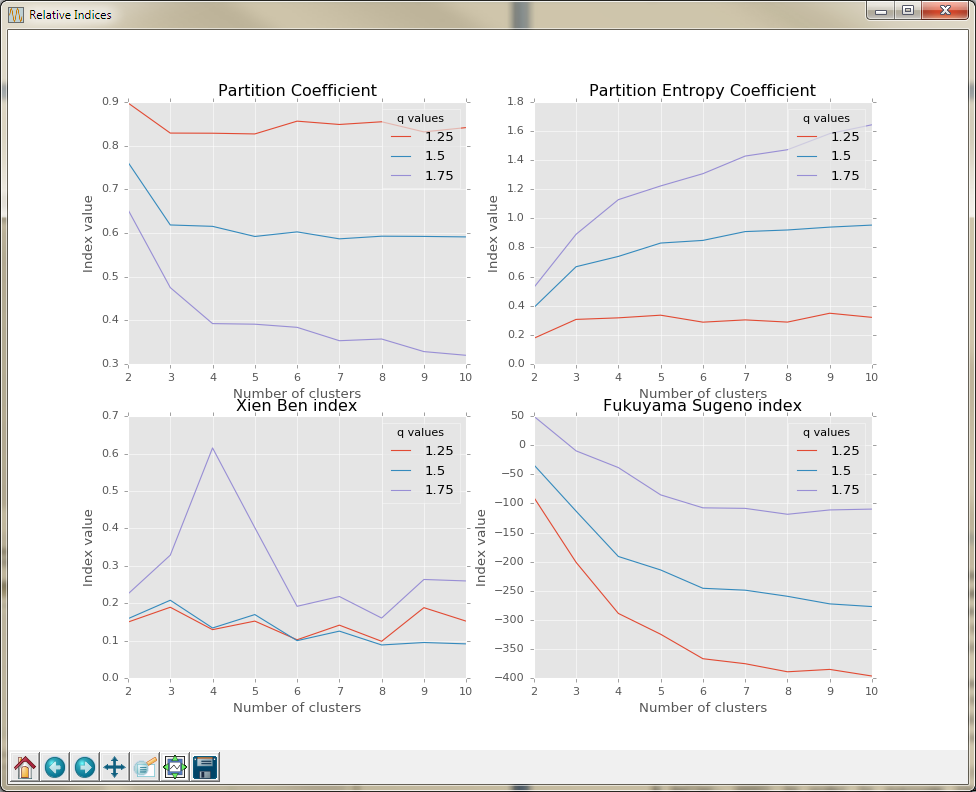 Relative Indices
Partition Coefficient
0.9
0.8
0.7
0.6
0.5
0.4
0.3
Index value
q values
1.25
1.5
1.75
2 3 4 5 6 7 8 9 10
Number of clusters
Partition Entropy Coefficient
1.8
1.6
1.4
1.2
1.0
0.8
0.6
0.4
0.2
0.0
Index value
q values
1.25
1.5
1.75
2 3 4 5 6 7 8 9 10
Number of clusters
Xien Ben index
0.7
0.6
0.5
0.4
0.3
0.2
0.1
0.0
Index value
q values
1.25
1.5
1.75
2 3 4 5 6 7 8 9 10
Number of clusters
Fukuyama Sugeno index
50
0
−50
−100
−150
−200
−250
−300
−350
−400
Index value
q values
1.25
1.5
1.75
2 3 4 5 6 7 8 9 10
Number of clusters